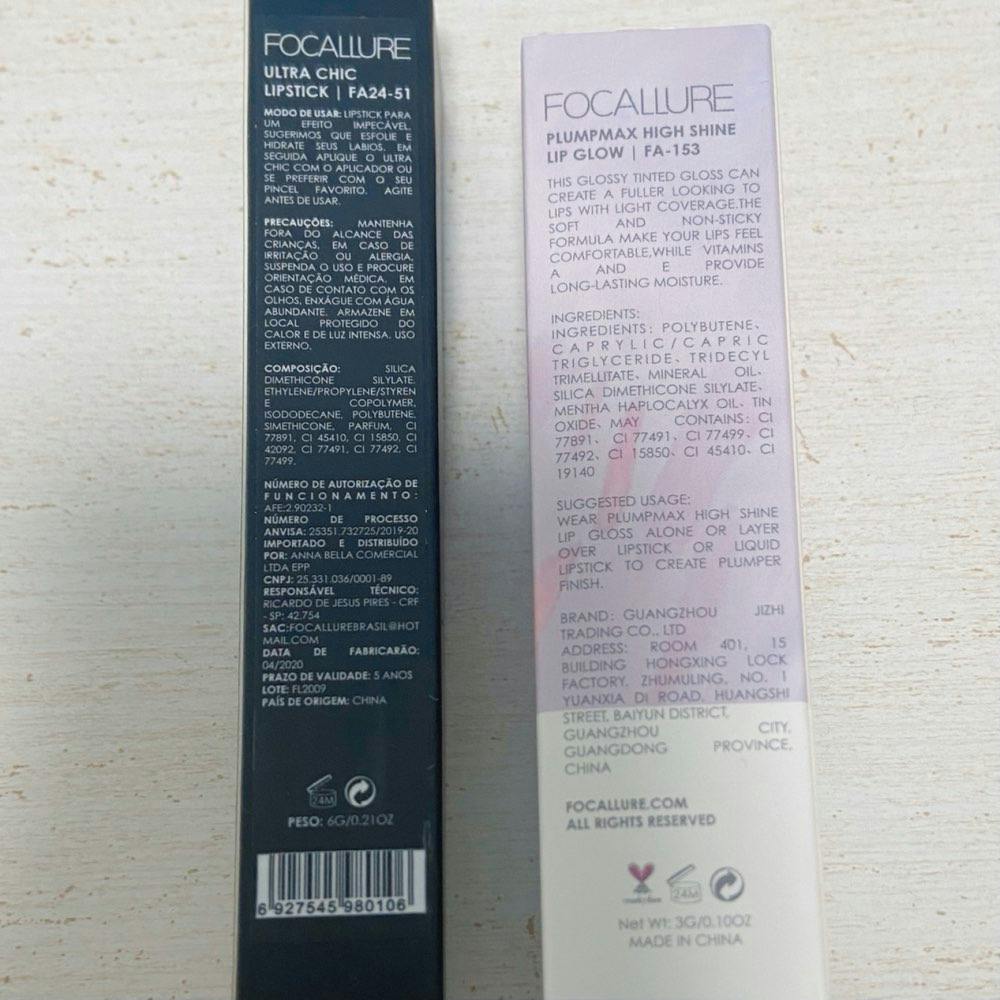 FOCALLURE
ULTRA CHIC
LIPSTICK | FA24-51
MODO DE USAR: LIPSTICK PARA
UM EFEITO IMPECÁVEL,
SUGERIMOS QUE ESFOLIE E
HIDRATE SEUS LABIOS. EM
SEGUIDA APLIQUE O ULTRA
CHIC COM O APLICADOR OU
SE PREFERIR COM O SEU
PINCEL FAVORITO. AGITE
ANTES DE USAR.
PRECAUÇÕES: MANTENHA
FORA DO ALCANCE DAS
CRIANÇAS, EM CASO DE
IRRITAÇÃO OU ALERGIA,
SUSPENDA O USO E PROCURE
ORIENTAÇÃO MÉDICA, EM
CASO DE CONTATO COM OS
OLHOS, ENXÁGUE COM ÁGUA
ABUNDANTE. ARMAZENE EM
LOCAL PROTEGIDO DO
CALOR E DE LUZ INTENSA. USO
EXTERNO.
COMPOSIÇÃO: SILICA
DIMETHICONE SILYLATE.
ETHYLENE/PROPYLENE/STYREN
E COPOLYMER,
ISODODECANE, POLYBUTENE,
SIMETHICONE, PARFUM, CI
77891, CI 45410, CI 15850, CI
42092, CI 77491, CI 77492, CI
77499.
NÚMERO DE AUTORIZAÇÃO DE
FUNCIONAMENTO:
AFE:2.90232-1
NÚMERO DE PROCESSO
ANVISA: 25351.732725/2019-20
IMPORTADO E DISTRIBUÍDO
POR: ANNA BELLA COMERCIAL
LTDA EPP
CNPJ: 25.331.036/0001-89
RESPONSÁVEL TÉCNICO:
RICARDO DE JESUS PIRES - CRF
- SP: 42.754
SAC:FOCALLUREBRASIL@HOT
MAIL.COM
DATA DE FABRICARÃO:
04/2020
PRAZO DE VALIDADE: 5 ANOS
LOTE: FL2009
PAÍS DE ORIGEM: CHINA
24M
PESO: 6G/0.21OZ
6 927545 980106
FOCALLURE
PLUMPMAX HIGH SHINE
LIP GLOW | FA-153
THIS GLOSSY TINTED GLOSS CAN
CREATE A FULLER LOOKING TO
LIPS WITH LIGHT COVERAGE.THE
SOFT AND NON-STICKY
FORMULA MAKE YOUR LIPS FEEL
COMFORTABLE,WHILE VITAMINS
A AND E PROVIDE
LONG-LASTING MOISTURE.
INGREDIENTS:
INGREDIENTS: POLYBUTENE、
CAPRYLIC/CAPRIC
TRIGLYCERIDE、TRIDECYL
TRIMELLITATE、MINERAL OIL、
SILICA DIMETHICONE SILYLATE、
MENTHA HAPLOCALYX OIL、TIN
OXIDE、MAY CONTAINS: CI
77891、CI 77491、CI 77499、CI
77492、CI 15850、CI 45410、CI
19140
SUGGESTED USAGE:
WEAR PLUMPMAX HIGH SHINE
LIP GLOSS ALONE OR LAYER
OVER LIPSTICK OR LIQUID
LIPSTICK TO CREATE PLUMPER
FINISH.
BRAND: GUANGZHOU JIZHI
TRADING CO., LTD
ADDRESS: ROOM 401, 15
BUILDING HONGXING LOCK
FACTORY, ZHUMULING, NO. 1
YUANXIA DI ROAD, HUANGSHI
STREET, BAIYUN DISTRICT,
GUANGZHOU CITY,
GUANGDONG PROVINCE,
CHINA
FOCALLURE.COM
ALL RIGHTS RESERVED
24M
Net Wt: 3G/0.10OZ
MADE IN CHINA